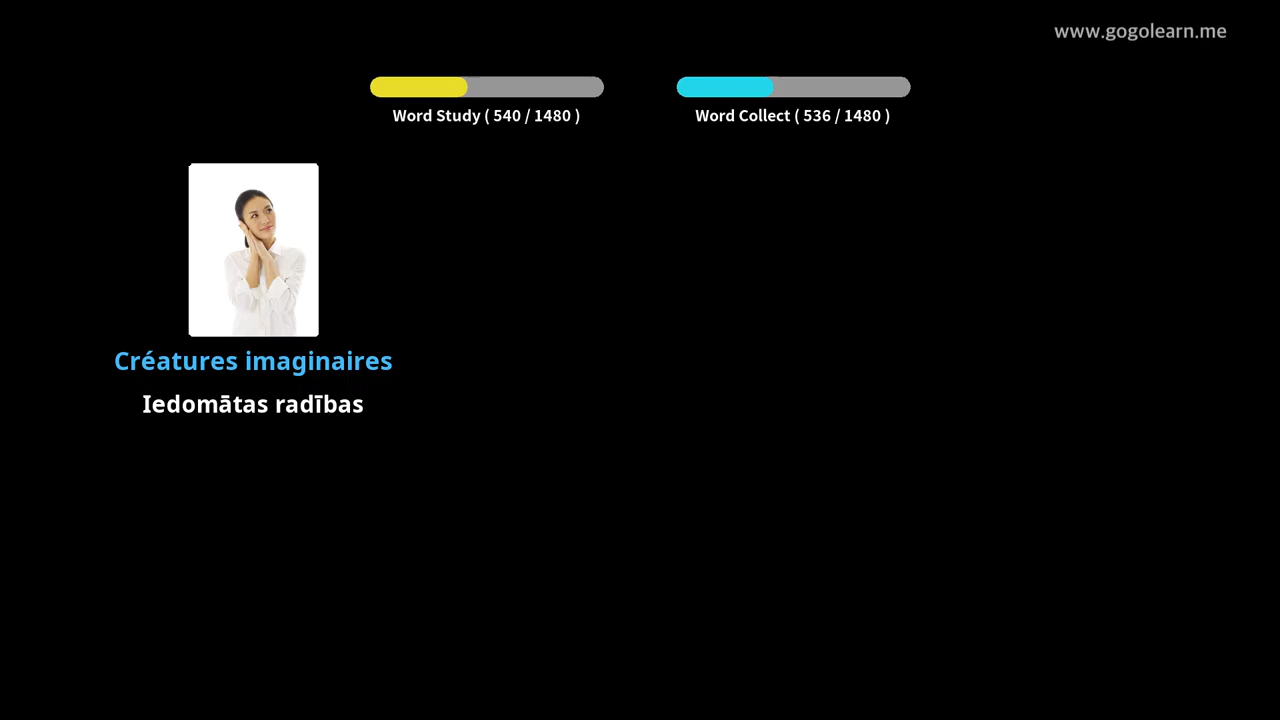 www.gogolearn.me
Word Study ( 540 / 1480 )
Word Collect ( 536 / 1480 )
Créatures imaginaires
Iedomātas radības